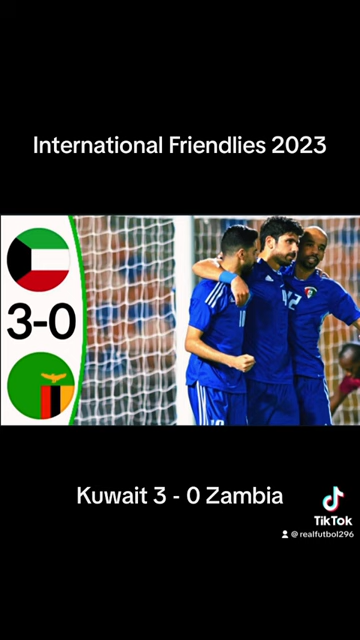 International Friendlies 2023
3-0
Kuwait 3 - 0 Zambia
TikTok
@ realfutbol296